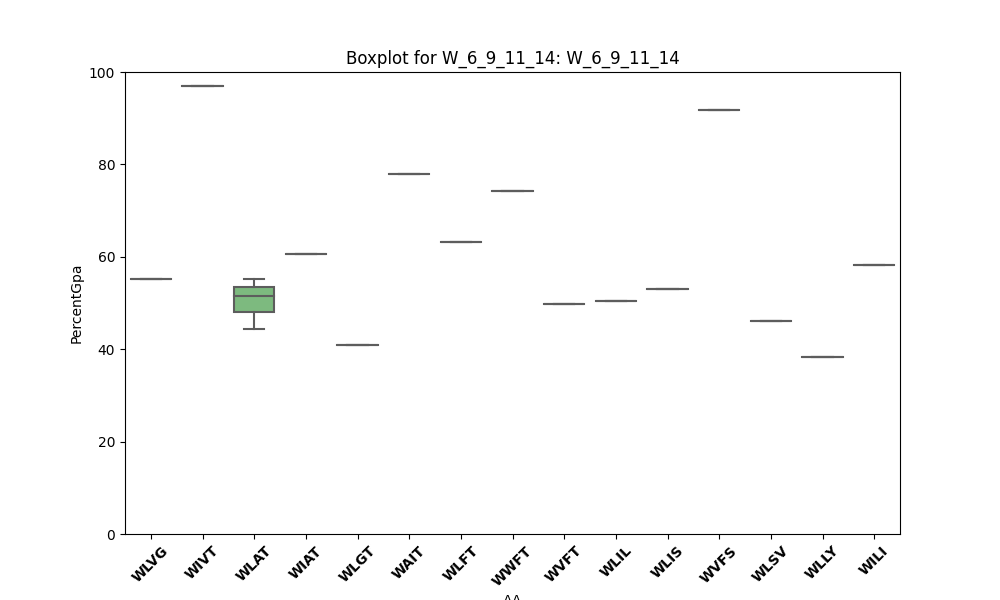 Boxplot for W_6_9_11_14: W_6_9_11_14
PercentGpa
100
80
60
40
20
0
WLVG
WIVT
WLAT
WIAT
WLGT
WAIT
WLFT
WWFT
WVFT
WLIL
WLIS
WVFS
WLSV
WLLY
WILI
AA